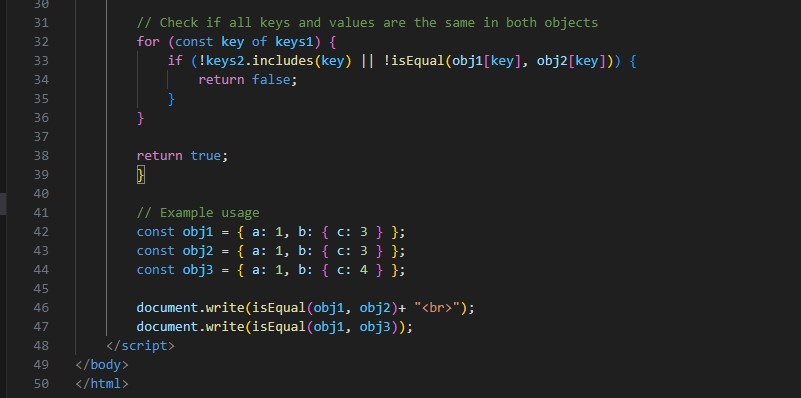 30
31 // Check if all keys and values are the same in both objects
32 for (const key of keys1) {
33 if (!keys2.includes(key) || !isEqual(obj1[key], obj2[key])) {
34 return false;
35 }
36 }
37
38 return true;
39 }
40
41 // Example usage
42 const obj1 = { a: 1, b: { c: 3 } };
43 const obj2 = { a: 1, b: { c: 3 } };
44 const obj3 = { a: 1, b: { c: 4 } };
45
46 document.write(isEqual(obj1, obj2)+ "<br>");
47 document.write(isEqual(obj1, obj3));
48 </script>
49 </body>
50 </html>